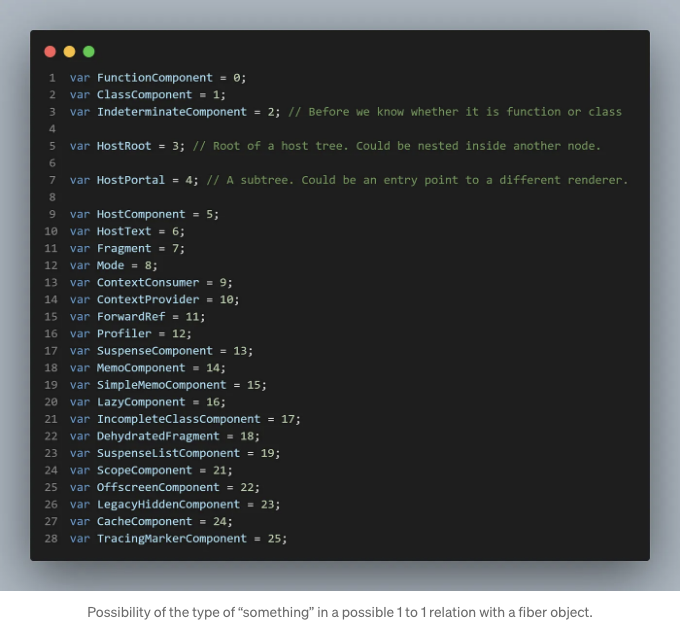 1 var FunctionComponent = 0;
2 var ClassComponent = 1;
3 var IndeterminateComponent = 2; // Before we know whether it is function or class
4
5 var HostRoot = 3; // Root of a host tree. Could be nested inside another node.
6
7 var HostPortal = 4; // A subtree. Could be an entry point to a different renderer.
8
9 var HostComponent = 5;
10 var HostText = 6;
11 var Fragment = 7;
12 var Mode = 8;
13 var ContextConsumer = 9;
14 var ContextProvider = 10;
15 var ForwardRef = 11;
16 var Profiler = 12;
17 var SuspenseComponent = 13;
18 var MemoComponent = 14;
19 var SimpleMemoComponent = 15;
20 var LazyComponent = 16;
21 var IncompleteClassComponent = 17;
22 var DehydratedFragment = 18;
23 var SuspenseListComponent = 19;
24 var ScopeComponent = 21;
25 var OffscreenComponent = 22;
26 var LegacyHiddenComponent = 23;
27 var CacheComponent = 24;
28 var TracingMarkerComponent = 25;
Possibility of the type of “something” in a possible 1 to 1 relation with a fiber object.